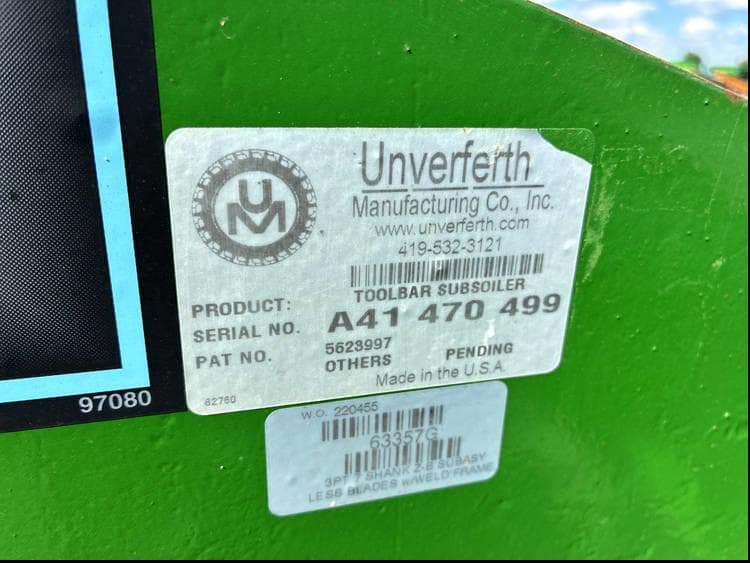 UM
Unverferth
Manufacturing Co., Inc.
www.unverferth.com
419-532-3121
PRODUCT: TOOLBAR SUBSOILER
SERIAL NO. A41 470 499
PAT NO. 5623997
OTHERS PENDING
Made in the U.S.A.
62760
97080
W.O. 220455
63357G
3PT 7 SHANK Z-B SUBASY
LESS BLADES w/WELD FRAME